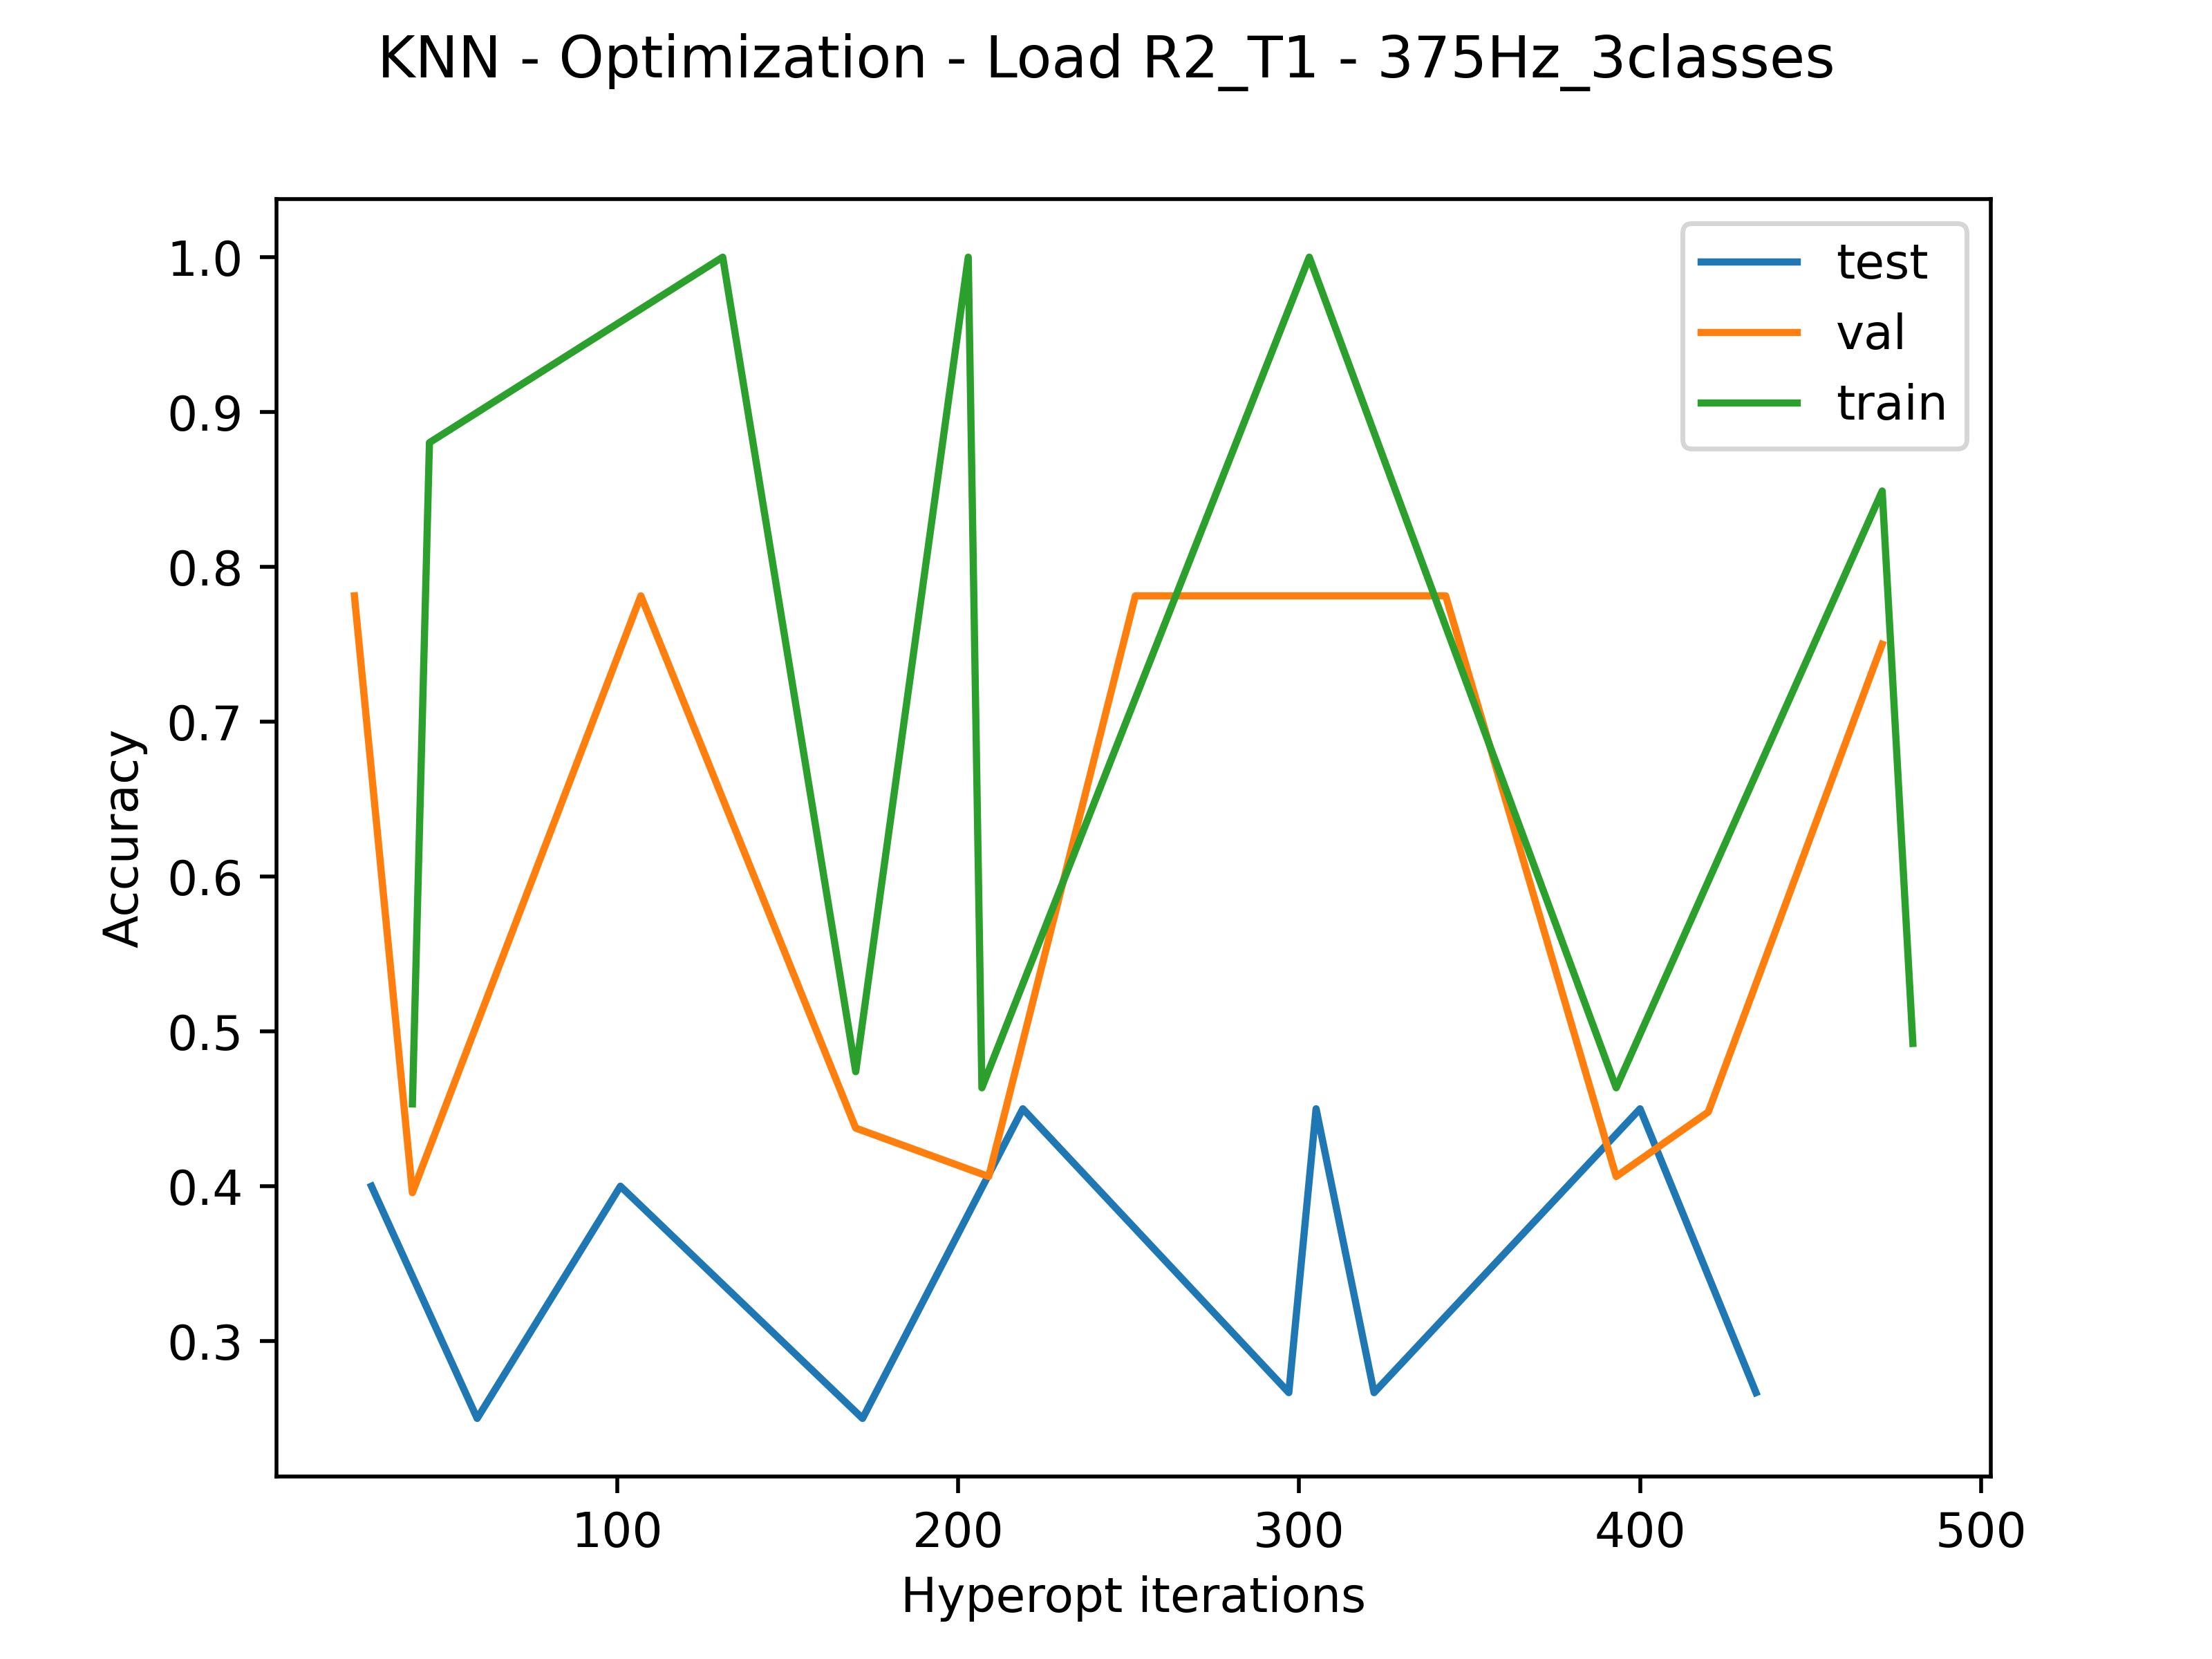 KNN - Optimization - Load R2_T1 - 375Hz_3classes
test
val
train
1.0
0.9
0.8
0.7
0.6
0.5
0.4
0.3
Accuracy
100 200 300 400 500
Hyperopt iterations